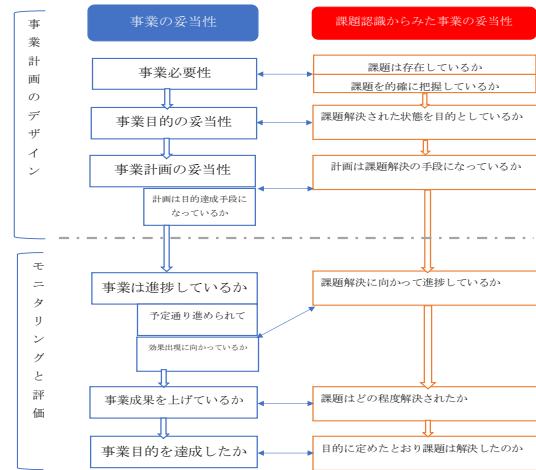 事業計画のデザイン
事業の妥当性
課題認識からみた事業の妥当性
事業必要性
課題は存在しているか
課題を的確に把握しているか
事業目的の妥当性
課題解決された状態を目的としているか
事業計画の妥当性
計画は課題解決の手段になっているか
計画は目的達成手段に
なっているか
モニタリングと評価
事業は進捗しているか
課題解決に向かって進捗しているか
予定通り進められて
効果出現に向かっているか
事業成果を上げているか
課題はどの程度解決されたか
事業目的を達成したか
目的に定めたとおり課題は解決したのか